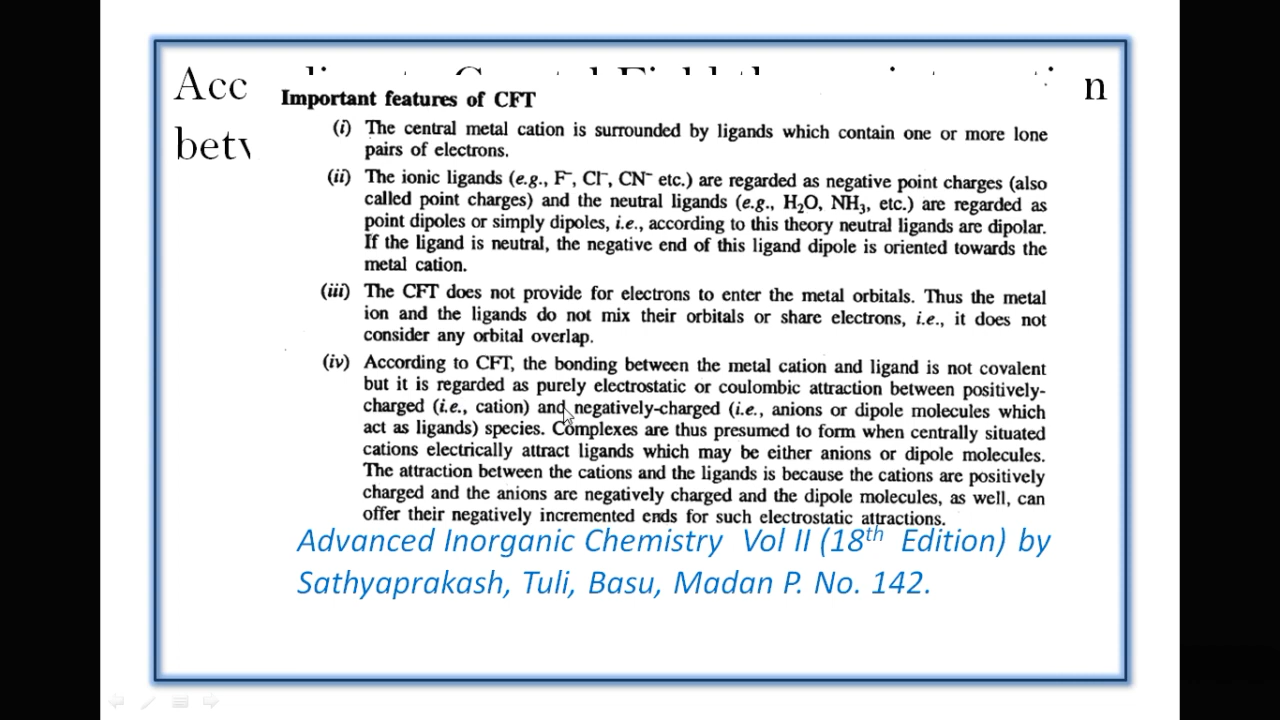 Acc
n
betv
Important features of CFT
(i) The central metal cation is surrounded by ligands which contain one or more lone
pairs of electrons.
(ii) The ionic ligands (e.g., F⁻, Cl⁻, CN⁻ etc.) are regarded as negative point charges (also
called point charges) and the neutral ligands (e.g., H₂O, NH₃, etc.) are regarded as
point dipoles or simply dipoles, i.e., according to this theory neutral ligands are dipolar.
If the ligand is neutral, the negative end of this ligand dipole is oriented towards the
metal cation.
(iii) The CFT does not provide for electrons to enter the metal orbitals. Thus the metal
ion and the ligands do not mix their orbitals or share electrons, i.e., it does not
consider any orbital overlap.
(iv) According to CFT, the bonding between the metal cation and ligand is not covalent
but it is regarded as purely electrostatic or coulombic attraction between positively-
charged (i.e., cation) and negatively-charged (i.e., anions or dipole molecules which
act as ligands) species. Complexes are thus presumed to form when centrally situated
cations electrically attract ligands which may be either anions or dipole molecules.
The attraction between the cations and the ligands is because the cations are positively
charged and the anions are negatively charged and the dipole molecules, as well, can
offer their negatively incremented ends for such electrostatic attractions.
Advanced Inorganic Chemistry Vol II (18th Edition) by
Sathyaprakash, Tuli, Basu, Madan P. No. 142.